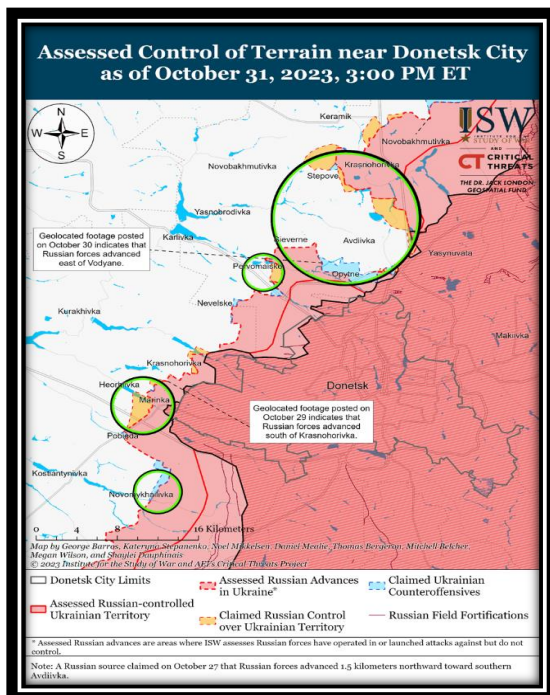 Assessed Control of Terrain near Donetsk City
as of October 31, 2023, 3:00 PM ET
N
W E
S
Keramik
ISW
INSTITUTE FOR THE
STUDY OF WAR
AND
CT CRITICAL
THREATS
THE DR. JACK LONDON
GEOSPATIAL FUND
Novobakhmutivka
Krasnohorivka
Novobakhmutivka
Stepove
Yasnobrodivka
Karlivka
Geolocated footage posted
on October 30 indicates that
Russian forces advanced
east of Vodyane.
Sieverne
Avdiivka
Yasynuvata
Pervomaiske
Opytne
Nevelske
Kurakhivka
Makiivka
Krasnohorivka
Heorhiivka
Donetsk
Marinka
Geolocated footage posted on
October 29 indicates that
Russian forces advanced
south of Krasnohorivka.
Pobieda
Kostiantynivka
Novomykhailivka
0 4 8 16 Kilometers
Map by George Barros, Kateryna Stepanenko, Noel Mikkelsen, Daniel Mealie, Thomas Bergeron, Mitchell Belcher,
Megan Wilson, and Shaylei Dauphinais
© 2023 Institute for the Study of War and AEI's Critical Threats Project
Donetsk City Limits
Assessed Russian-controlled
Ukrainian Territory
Assessed Russian Advances
in Ukraine*
Claimed Russian Control
over Ukrainian Territory
Claimed Ukrainian
Counteroffensives
Russian Field Fortifications
* Assessed Russian advances are areas where ISW assesses Russian forces have operated in or launched attacks against but do not
control.
Note: A Russian source claimed on October 27 that Russian forces advanced 1.5 kilometers northward toward southern
Avdiivka.